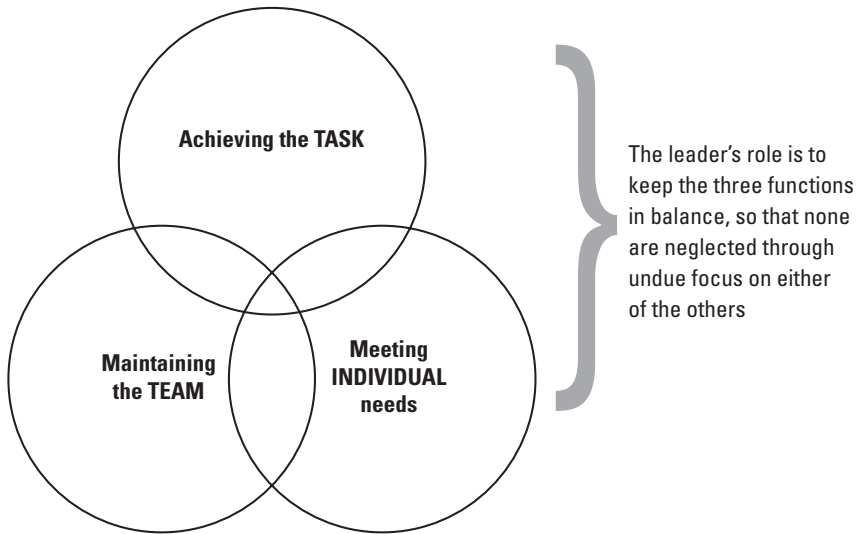 Achieving the TASK
Maintaining
the TEAM
Meeting
INDIVIDUAL
needs
The leader’s role is to
keep the three functions
in balance, so that none
are neglected through
undue focus on either
of the others